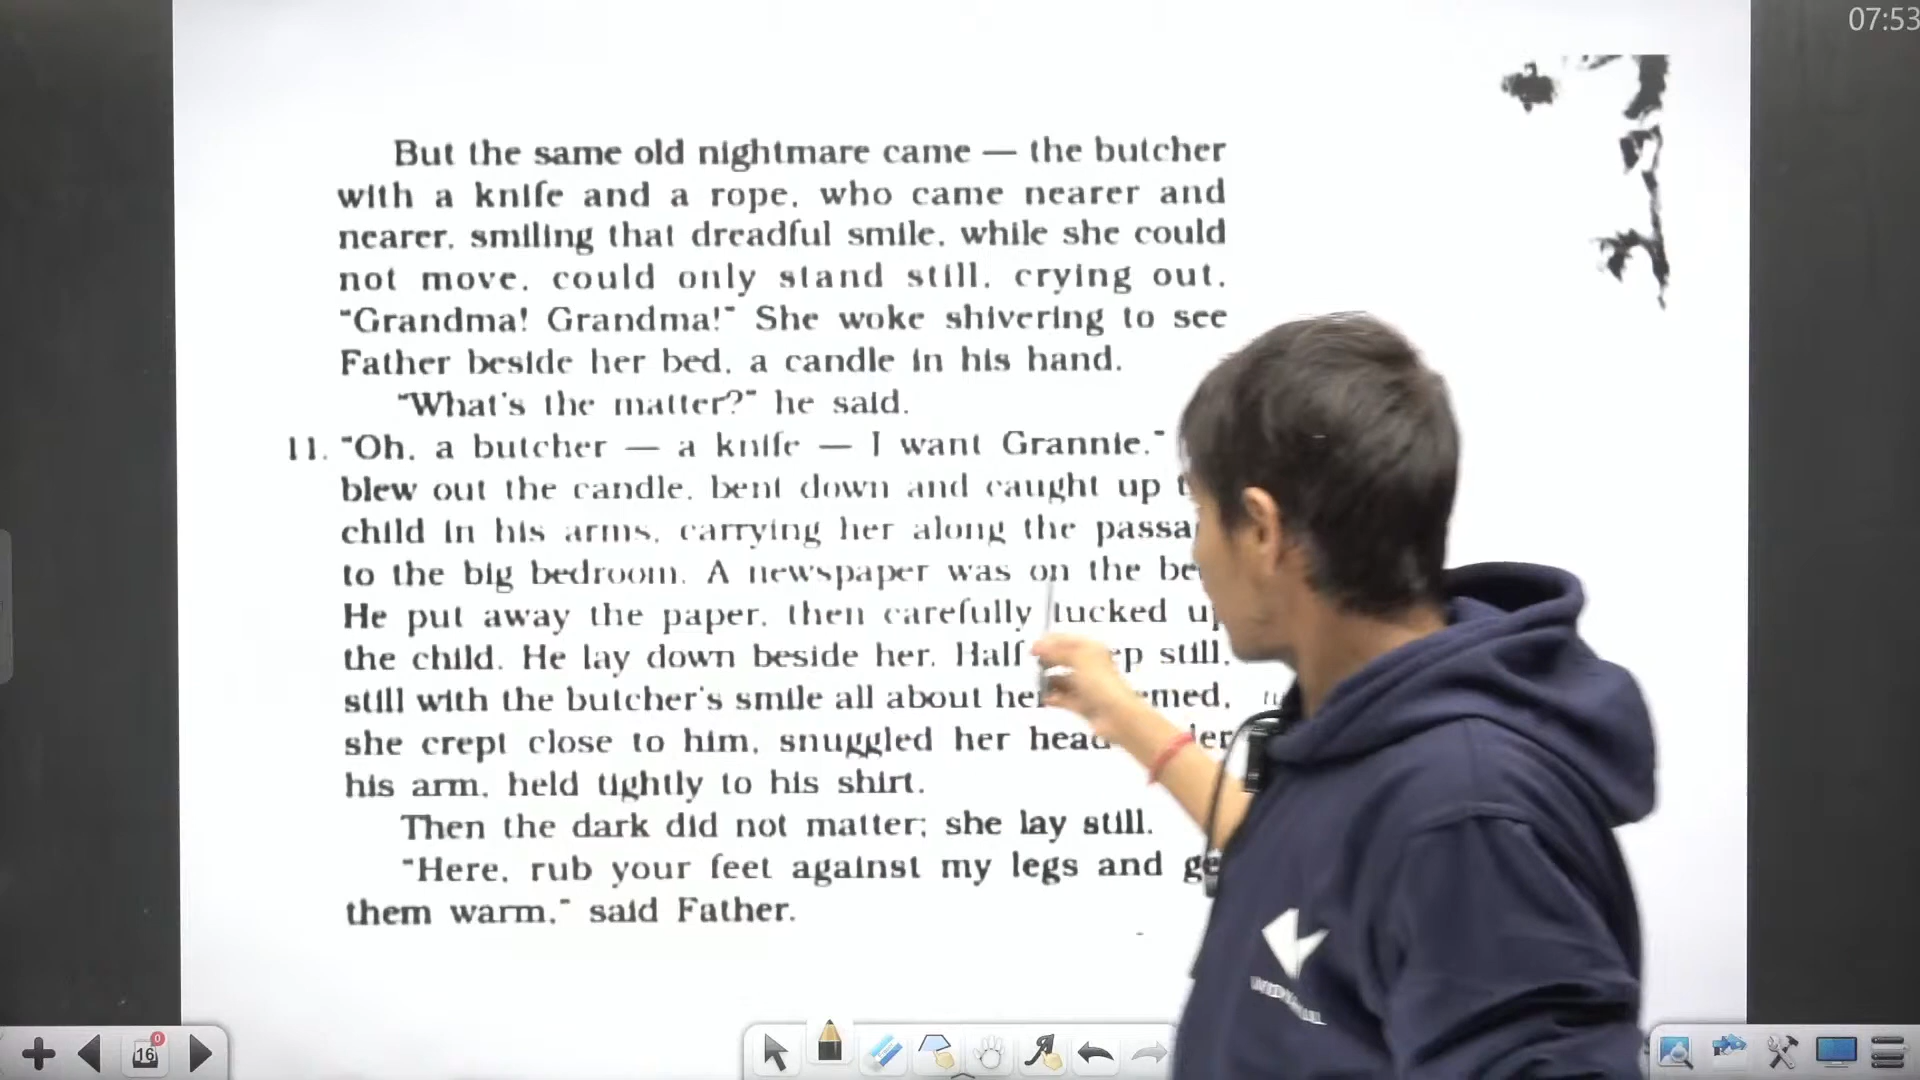 07:53
But the same old nightmare came — the butcher
with a knife and a rope, who came nearer and
nearer, smiling that dreadful smile, while she could
not move, could only stand still, crying out,
"Grandma! Grandma!" She woke shivering to see
Father beside her bed, a candle in his hand.
"What's the matter?" he said.
11. "Oh, a butcher — a knife — I want Grannie."
blew out the candle, bent down and caught up
child in his arms, carrying her along the
to the big bedroom. A newspaper was on the
He put away the paper, then carefully tucked
the child. He lay down beside her. Half still,
still with the butcher's smile all about
she crept close to him, snuggled her
his arm, held tightly to his shirt.
Then the dark did not matter; she lay still.
"Here, rub your feet against my legs and
them warm," said Father.
0
16